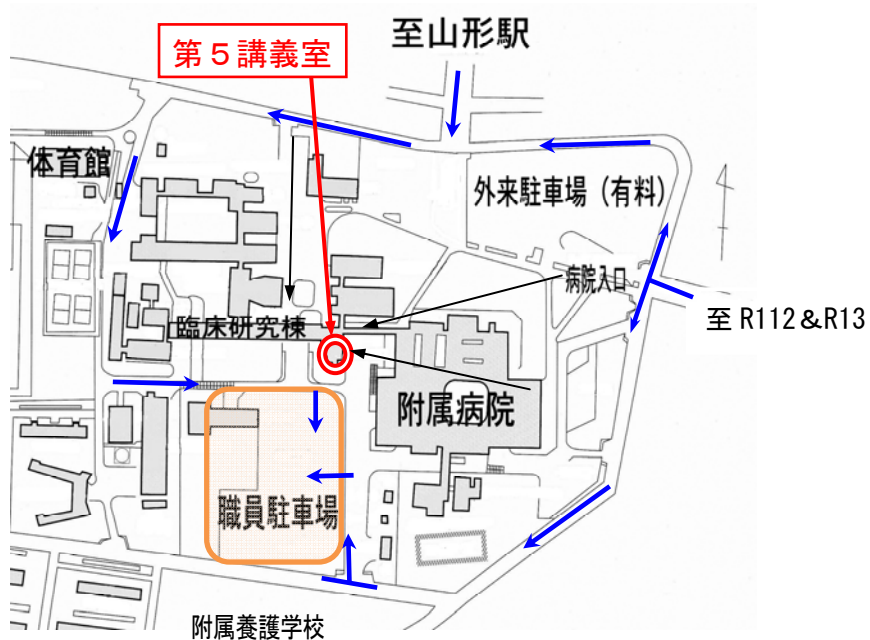 至山形駅
第５講義室
体育館
外来駐車場（有料）
病院入口
至 R112＆R13
臨床研究棟
附属病院
職員駐車場
附属養護学校